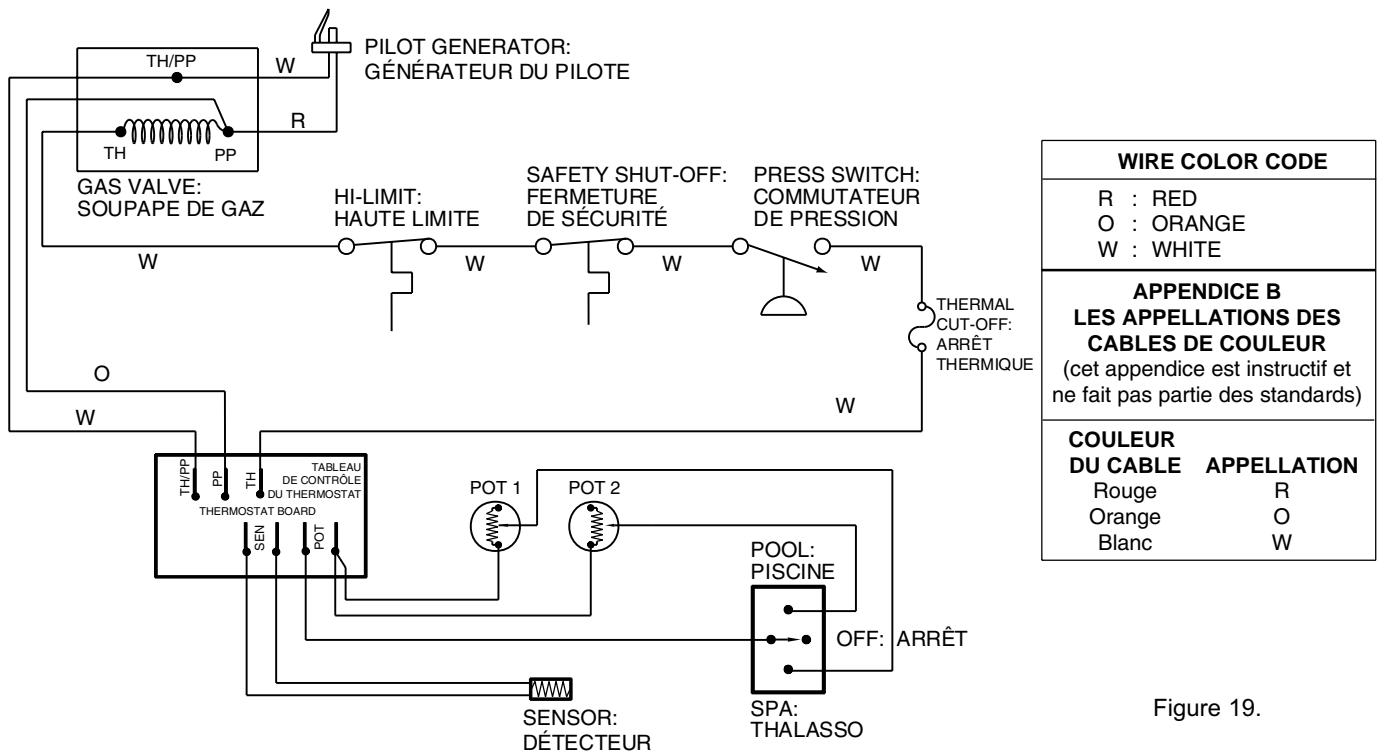 TH/PP
W
PILOT GENERATOR:
GÉNÉRATEUR DU PILOTE
R
TH
PP
GAS VALVE:
SOUPAPE DE GAZ
HI-LIMIT:
HAUTE LIMITE
SAFETY SHUT-OFF:
FERMETURE
DE SÉCURITÉ
PRESS SWITCH:
COMMUTATEUR
DE PRESSION
W
W
W
W
THERMAL
CUT-OFF:
ARRÊT
THERMIQUE
O
W
W
TH/PP
PP
TH
TABLEAU
DE CONTRÔLE
DU THERMOSTAT
THERMOSTAT BOARD
SEN
POT
POT 1
POT 2
POOL:
PISCINE
OFF: ARRÊT
SPA:
THALASSO
SENSOR:
DÉTECTEUR
WIRE COLOR CODE
R : RED
O : ORANGE
W : WHITE
APPENDICE B
LES APPELLATIONS DES
CABLES DE COULEUR
(cet appendice est instructif et
ne fait pas partie des standards)
COULEUR
DU CABLE APPELLATION
Rouge R
Orange O
Blanc W
Figure 19.